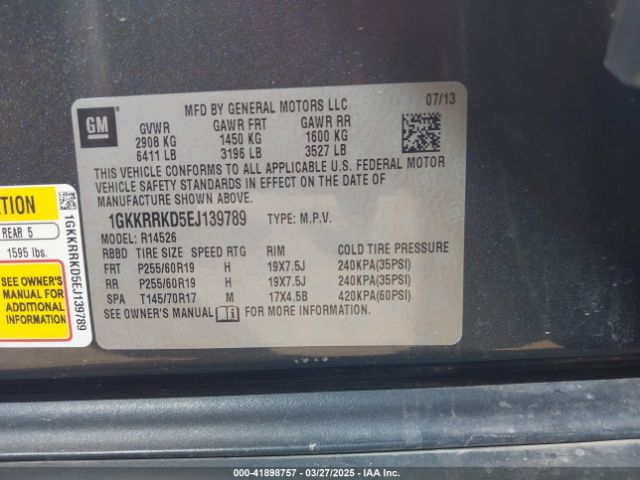 MFD BY GENERAL MOTORS LLC 07/13
GM
GVWR GAWR FRT GAWR RR
2908 KG 1450 KG 1600 KG
6411 LB 3196 LB 3527 LB
THIS VEHICLE CONFORMS TO ALL APPLICABLE U.S. FEDERAL MOTOR
VEHICLE SAFETY STANDARDS IN EFFECT ON THE DATE OF
MANUFACTURE SHOWN ABOVE.
1GKKRRKD5EJ139789 TYPE: M.P.V.
MODEL: R14526
RBBD TIRE SIZE SPEED RTG RIM COLD TIRE PRESSURE
FRT P255/60R19 H 19X7.5J 240KPA(35PSI)
RR P255/60R19 H 19X7.5J 240KPA(35PSI)
SPA T145/70R17 M 17X4.5B 420KPA(60PSI)
SEE OWNER'S MANUAL FOR MORE INFORMATION.
REAR 5
1595 lbs.
SEE OWNER'S
MANUAL FOR
ADDITIONAL
INFORMATION
1GKKRRKD5EJ139789
000-41898757 | 03/27/2025 | IAA Inc. - Copyright